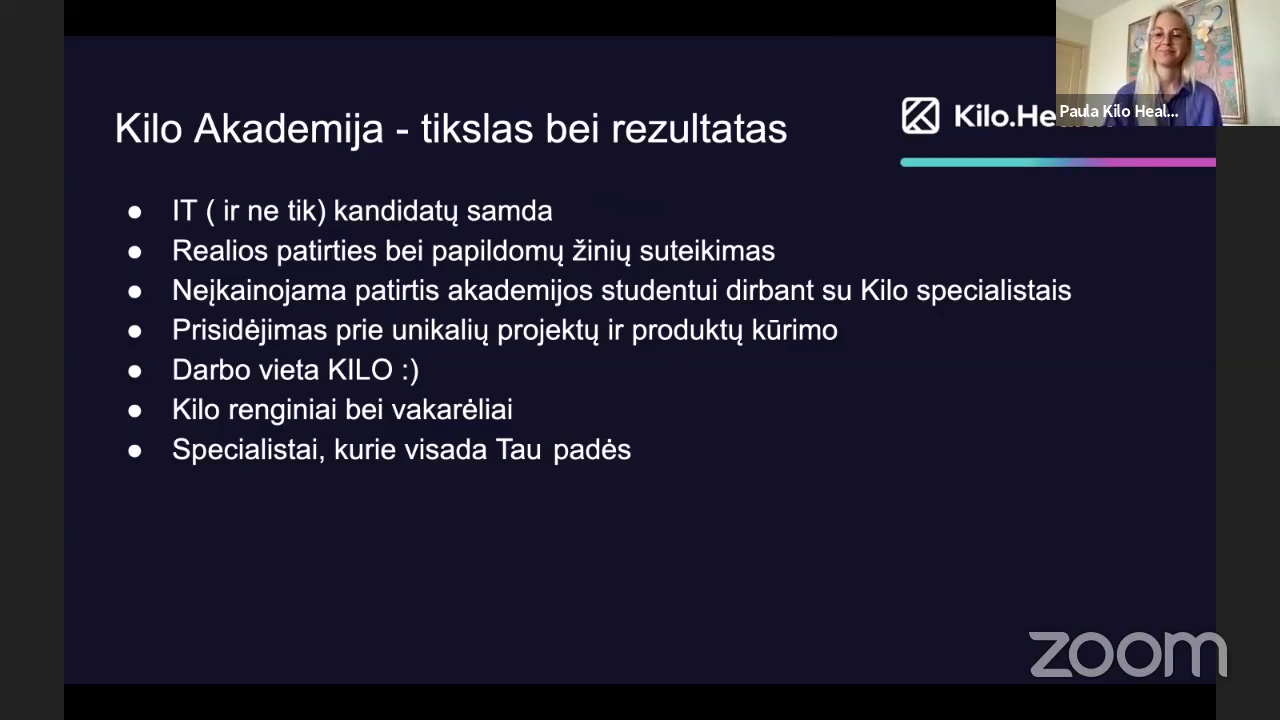 Paula Kilo Heal...
Kilo Akademija - tikslas bei rezultatas
● IT ( ir ne tik) kandidatų samda
● Realios patirties bei papildomų žinių suteikimas
● Neįkainojama patirtis akademijos studentui dirbant su Kilo specialistais
● Prisidėjimas prie unikalių projektų ir produktų kūrimo
● Darbo vieta KILO :)
● Kilo renginiai bei vakarėliai
● Specialistai, kurie visada Tau padės
zoom